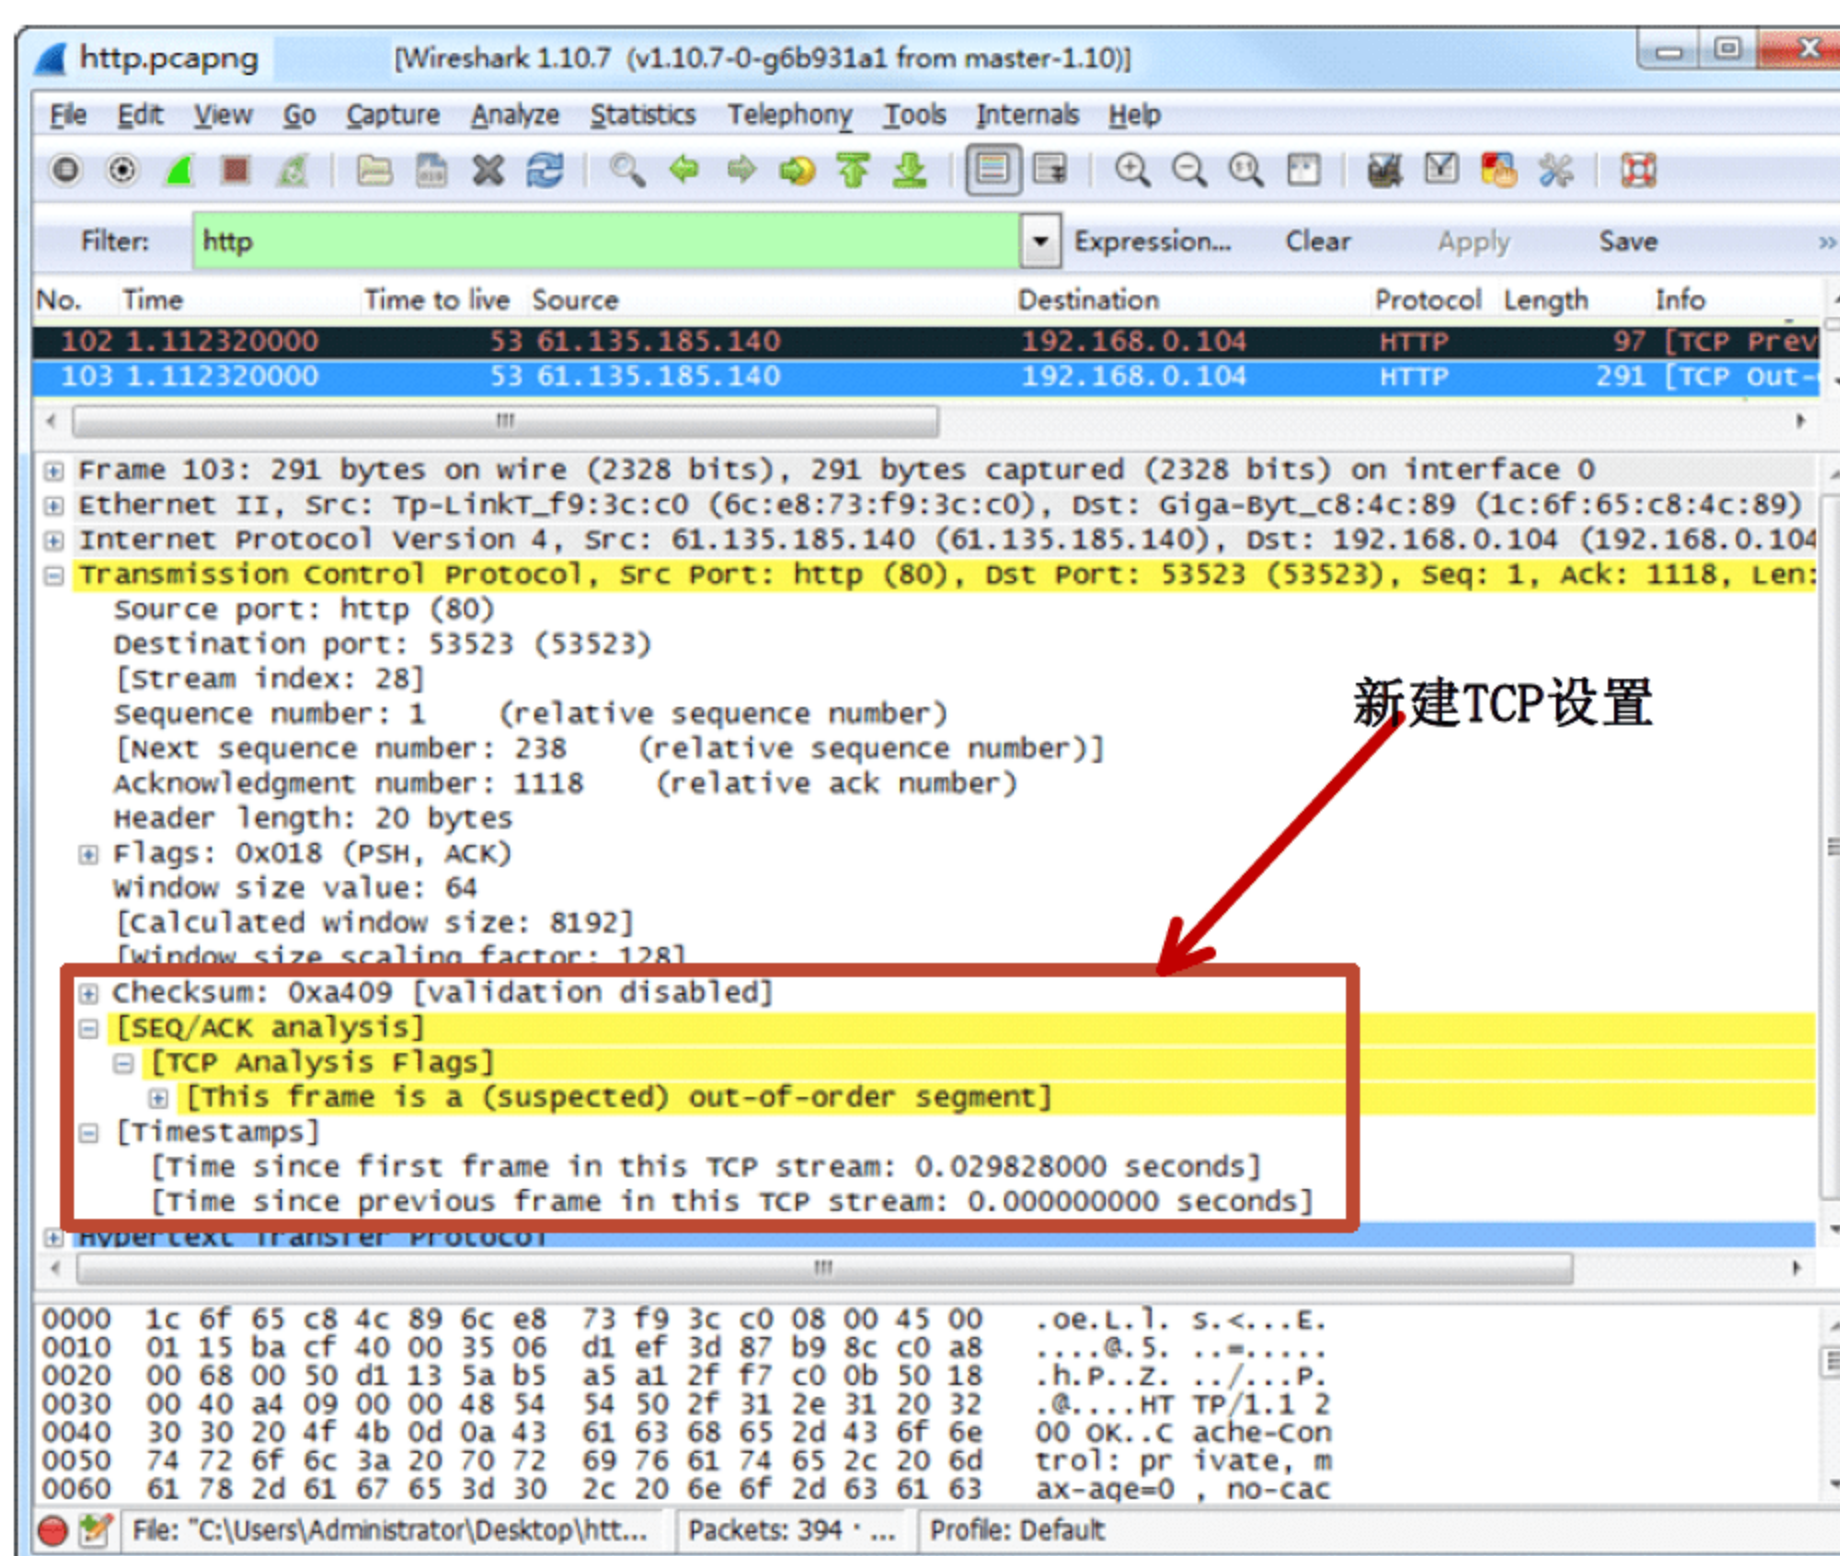 http.pcapng [Wireshark 1.10.7 (v1.10.7-0-g6b931a1 from master-1.10)]
File Edit View Go Capture Analyze Statistics Telephony Tools Internals Help
Filter: http Expression... Clear Apply Save »
No. Time Time to live Source Destination Protocol Length Info
102 1.112320000 53 61.135.185.140 192.168.0.104 HTTP 97 [TCP Prev
103 1.112320000 53 61.135.185.140 192.168.0.104 HTTP 291 [TCP Out-
Frame 103: 291 bytes on wire (2328 bits), 291 bytes captured (2328 bits) on interface 0
Ethernet II, Src: Tp-LinkT_f9:3c:c0 (6c:e8:73:f9:3c:c0), Dst: Giga-Byt_c8:4c:89 (1c:6f:65:c8:4c:89)
Internet Protocol Version 4, Src: 61.135.185.140 (61.135.185.140), Dst: 192.168.0.104 (192.168.0.104
Transmission Control Protocol, Src Port: http (80), Dst Port: 53523 (53523), Seq: 1, Ack: 1118, Len:
Source port: http (80)
Destination port: 53523 (53523)
[Stream index: 28]
新建TCP设置
Sequence number: 1 (relative sequence number)
[Next sequence number: 238 (relative sequence number)]
Acknowledgment number: 1118 (relative ack number)
Header length: 20 bytes
Flags: 0x018 (PSH, ACK)
Window size value: 64
[Calculated window size: 8192]
[Window size scaling factor: 128]
Checksum: 0xa409 [validation disabled]
[SEQ/ACK analysis]
[TCP Analysis Flags]
[This frame is a (suspected) out-of-order segment]
[Timestamps]
[Time since first frame in this TCP stream: 0.029828000 seconds]
[Time since previous frame in this TCP stream: 0.000000000 seconds]
Hypertext Transfer Protocol
0000 1c 6f 65 c8 4c 89 6c e8 73 f9 3c c0 08 00 45 00 .oe.L.l. s.<...E.
0010 01 15 ba cf 40 00 35 06 d1 ef 3d 87 b9 8c c0 a8 ....@.5. ..=.....
0020 00 68 00 50 d1 13 5a b5 a5 a1 2f f7 c0 0b 50 18 .h.P..Z. ../...P.
0030 00 40 a4 09 00 00 48 54 54 50 2f 31 2e 31 20 32 .@....HT TP/1.1 2
0040 30 30 20 4f 4b 0d 0a 43 61 63 68 65 2d 43 6f 6e 00 OK..C ache-Con
0050 74 72 6f 6c 3a 20 70 72 69 76 61 74 65 2c 20 6d trol: pr ivate, m
0060 61 78 2d 61 67 65 3d 30 2c 20 6e 6f 2d 63 61 63 ax-age=0 , no-cac
File: "C:\Users\Administrator\Desktop\htt... Packets: 394 · ... Profile: Default